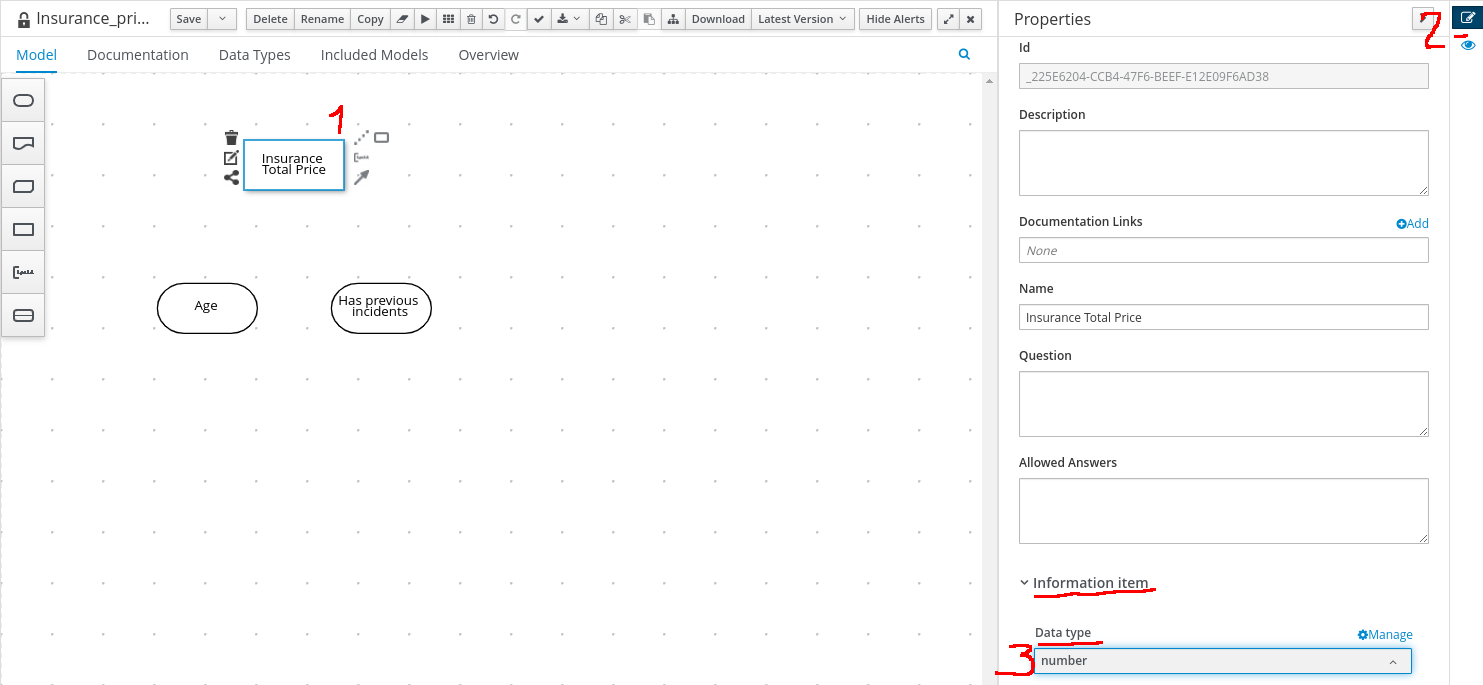 Insurance_pri...
Save
Delete
Rename
Copy
Download
Latest Version
Hide Alerts
Model
Documentation
Data Types
Included Models
Overview
1
Insurance
Total Price
Age
Has previous
incidents
Properties
2
Id
_225E6204-CCB4-47F6-BEEF-E12E09F6AD38
Description
Documentation Links
Add
None
Name
Insurance Total Price
Question
Allowed Answers
Information item
Data type
Manage
3
number